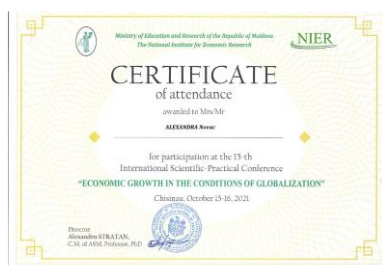 Ministry of Education and Research of the Republic of Moldova
The National Institute for Economic Research
NIER
CERTIFICATE
of attendance
awarded to Mrs/Mr
ALEXANDRA Novac
for participation at the 15-th
International Scientific-Practical Conference
"ECONOMIC GROWTH IN THE CONDITIONS OF GLOBALIZATION"
Chisinau, October 15-16, 2021
Director:
Alexandru STRATAN,
C.M. of ASM, Professor, PhD